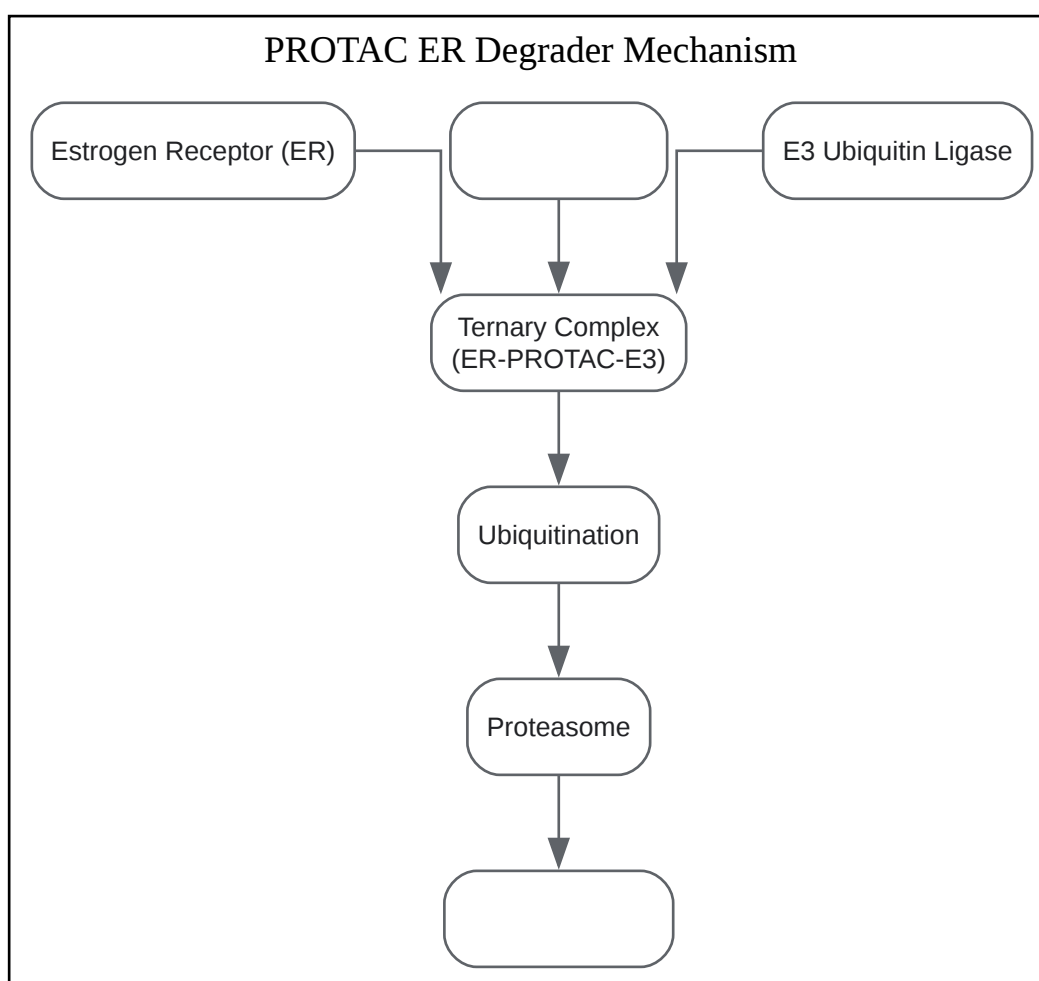 PROTAC ER Degrader Mechanism
Estrogen Receptor (ER)
E3 Ubiquitin Ligase
Ternary Complex
(ER-PROTAC-E3)
Ubiquitination
Proteasome